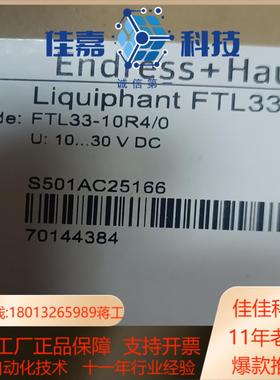 佳嘉 科技
诚信第一
Endress+Hau
Liquiphant FTL33
de: FTL33-10R4/0
U: 10...30 V DC
S501AC25166
70144384
线:18013265989蒋工
佳佳科
工厂正品保障 支持开票
11年老
动化技术 十一年行业经验
爆款推